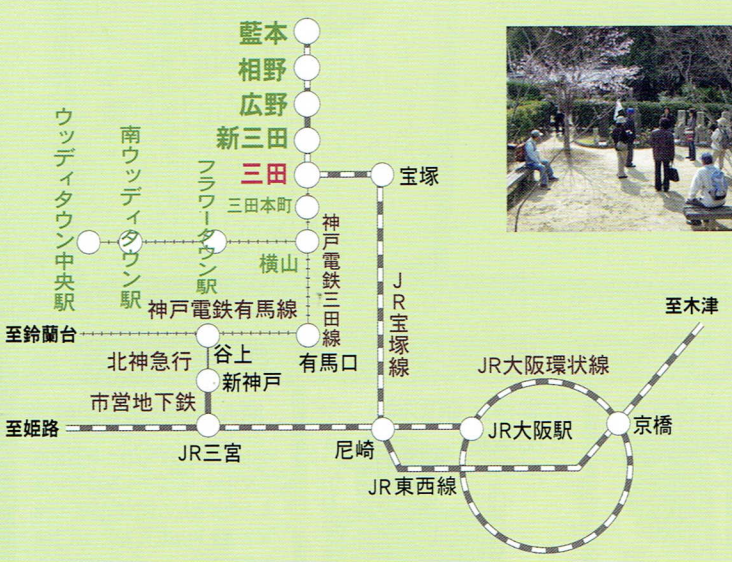 藍本
相野
広野
新三田
三田
宝塚
三田本町
ウッディタウン中央駅
南ウッディタウン駅
フラワータウン駅
横山
神戸電鉄三田線
JR宝塚線
神戸電鉄有馬線
至鈴蘭台
谷上
有馬口
北神急行
新神戸
市営地下鉄
至姫路
JR三宮
尼崎
JR大阪駅
JR大阪環状線
至木津
京橋
JR東西線